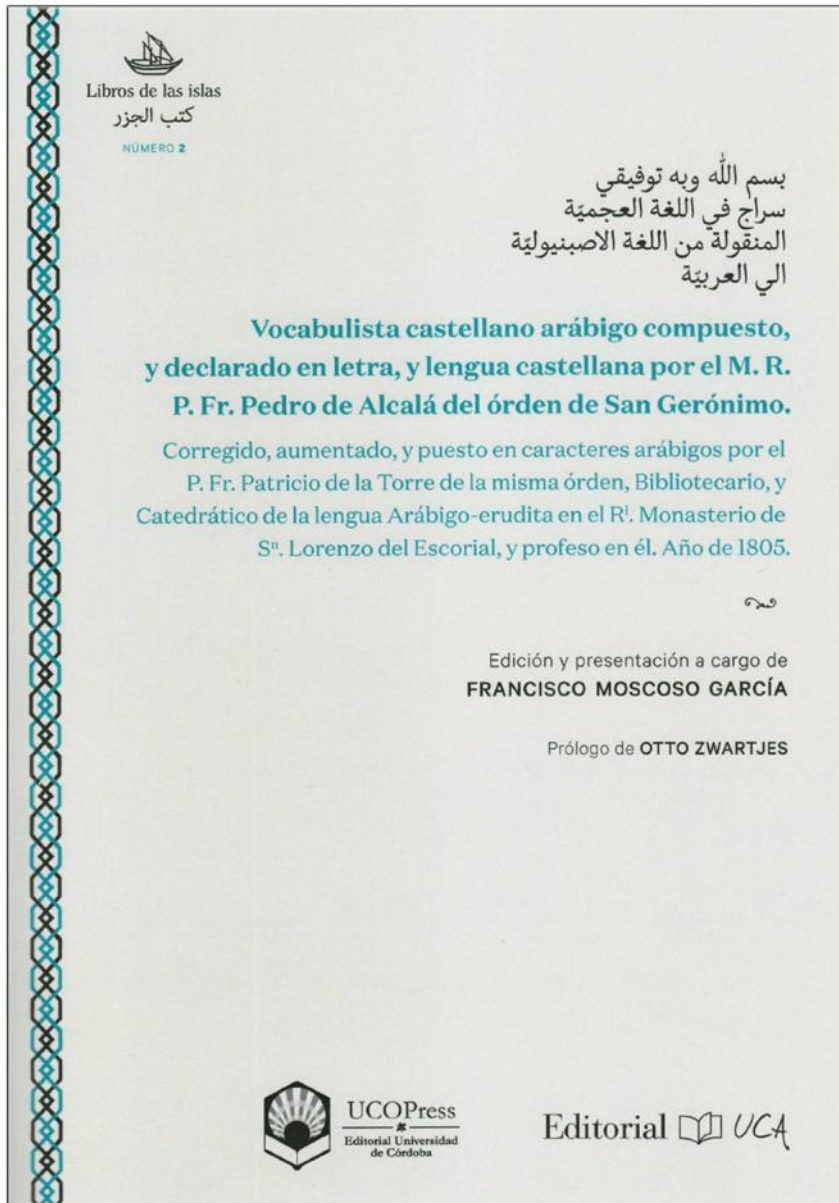 Libros de las islas
كتب الجزر
NÚMERO 2
بسم اللّٰه وبه توفيقي
سراج في اللغة العجميّة
المنقولة من اللغة الاصبنيوليّة
الي العربيّة
Vocabulista castellano arábigo compuesto,
y declarado en letra, y lengua castellana por el M. R.
P. Fr. Pedro de Alcalá del órden de San Gerónimo.
Corregido, aumentado, y puesto en caracteres arábigos por el
P. Fr. Patricio de la Torre de la misma órden, Bibliotecario, y
Catedrático de la lengua Arábigo-erudita en el Rˡ. Monasterio de
Sⁿ. Lorenzo del Escorial, y profeso en él. Año de 1805.
Edición y presentación a cargo de
FRANCISCO MOSCOSO GARCÍA
Prólogo de OTTO ZWARTJES
UCOPress
Editorial Universidad
de Córdoba
Editorial UCA